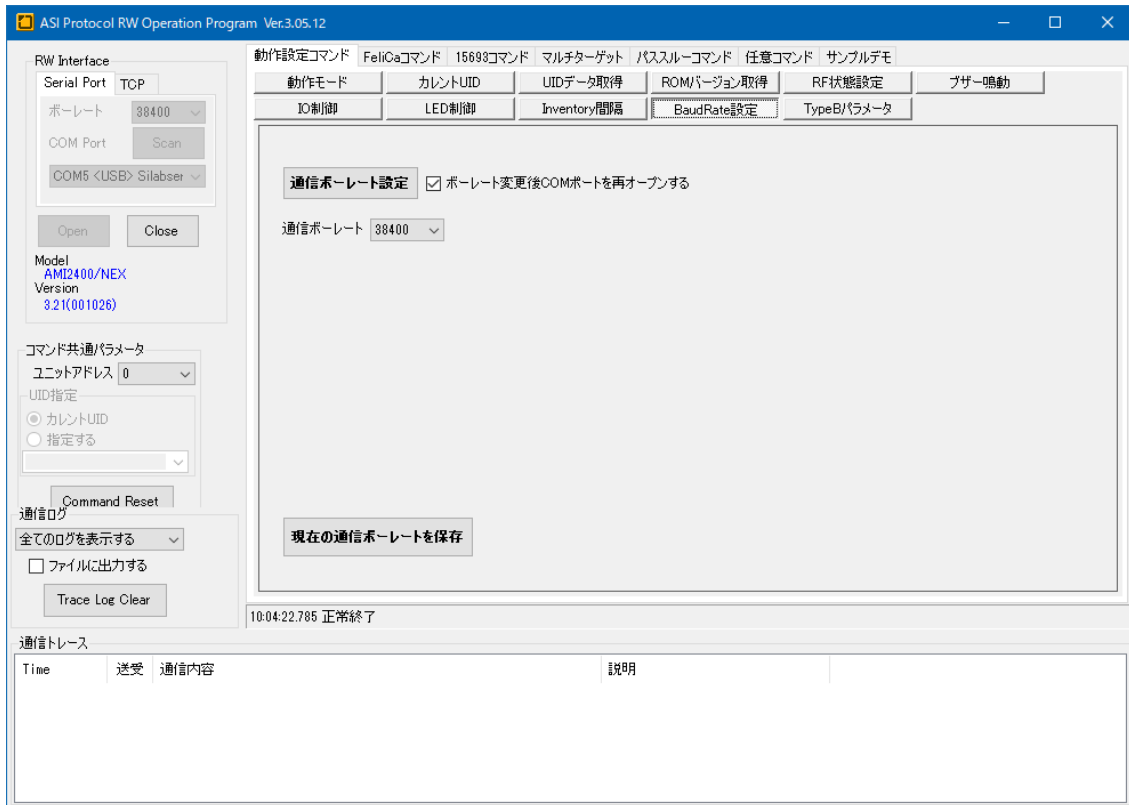 ASI Protocol RW Operation Program Ver.3.05.12
RW Interface
Serial Port TCP
ボーレート 38400
COM Port Scan
COM5 <USB> Silabser
Open Close
Model
AMI2400/NEX
Version
3.21(001026)
コマンド共通パラメータ
ユニットアドレス 0
UID指定
カレントUID
指定する
Command Reset
通信ログ
全てのログを表示する
ファイルに出力する
Trace Log Clear
動作設定コマンド FeliCaコマンド 15693コマンド マルチターゲット パススルーコマンド 任意コマンド サンプルデモ
動作モード カレントUID UIDデータ取得 ROMバージョン取得 RF状態設定 ブザー鳴動
IO制御 LED制御 Inventory間隔 BaudRate設定 TypeBパラメータ
通信ボーレート設定 ボーレート変更後COMポートを再オープンする
通信ボーレート 38400
現在の通信ボーレートを保存
10:04:22.785 正常終了
通信トレース
Time 送受 通信内容 説明